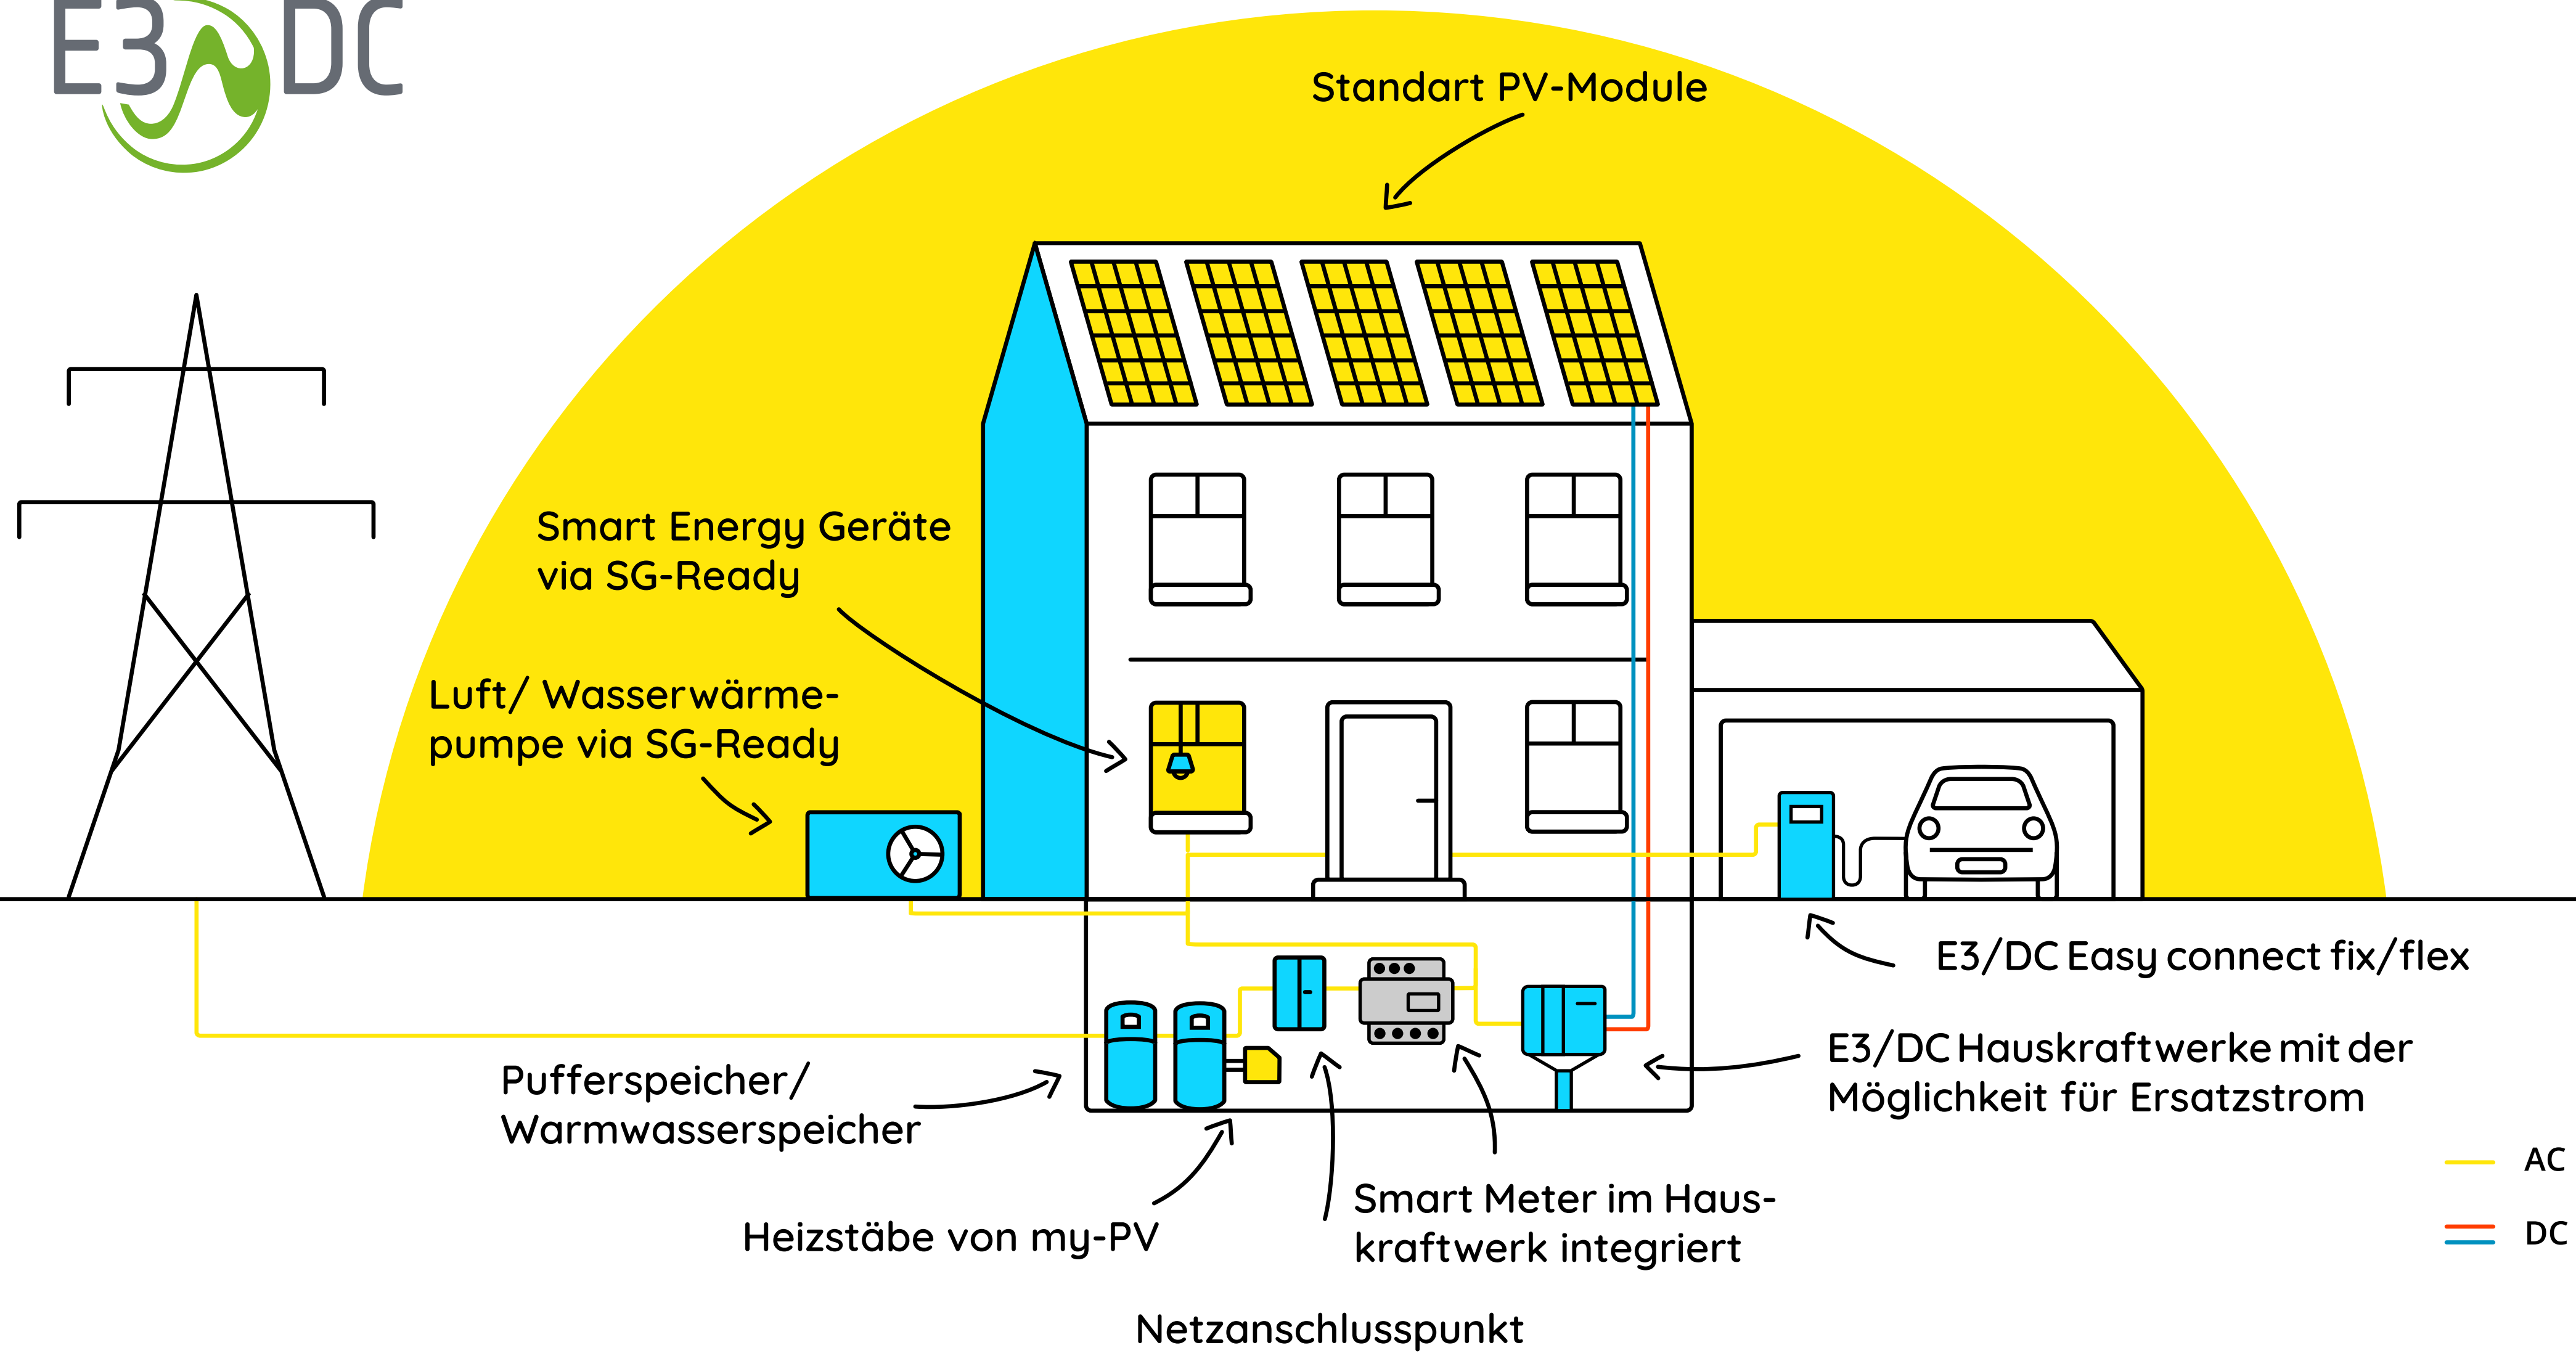 E3 DC
Standart PV-Module
Smart Energy Geräte
via SG-Ready
Luft/ Wasserwärme-
pumpe via SG-Ready
E3/DC Easy connect fix/flex
E3/DC Hauskraftwerke mit der
Möglichkeit für Ersatzstrom
Pufferspeicher/
Warmwasserspeicher
AC
Smart Meter im Haus-
kraftwerk integriert
Heizstäbe von my-PV
DC
Netzanschlusspunkt